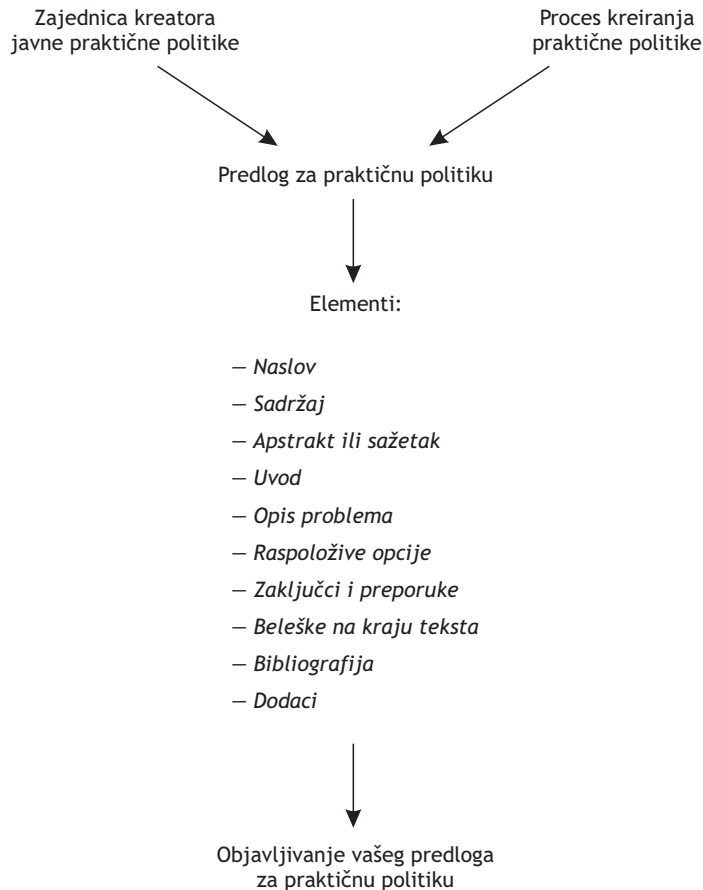 Zajednica kreatora
javne praktične politike
Proces kreiranja
praktične politike
Predlog za praktičnu politiku
Elementi:
— Naslov
— Sadržaj
— Apstrakt ili sažetak
— Uvod
— Opis problema
— Raspoložive opcije
— Zaključci i preporuke
— Beleške na kraju teksta
— Bibliografija
— Dodaci
Objavljivanje vašeg predloga
za praktičnu politiku